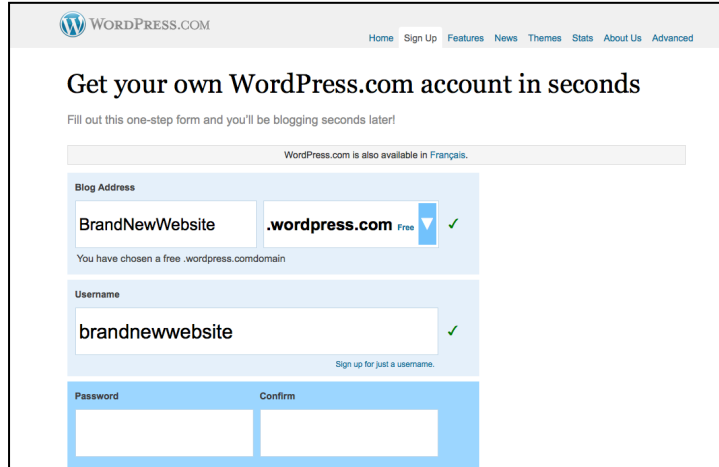 WORDPRESS.COM
Home Sign Up Features News Themes Stats About Us Advanced
Get your own WordPress.com account in seconds
Fill out this one-step form and you'll be blogging seconds later!
WordPress.com is also available in Français.
Blog Address
BrandNewWebsite .wordpress.com Free ✓
You have chosen a free .wordpress.comdomain
Username
brandnewwebsite ✓
Sign up for just a username.
Password Confirm